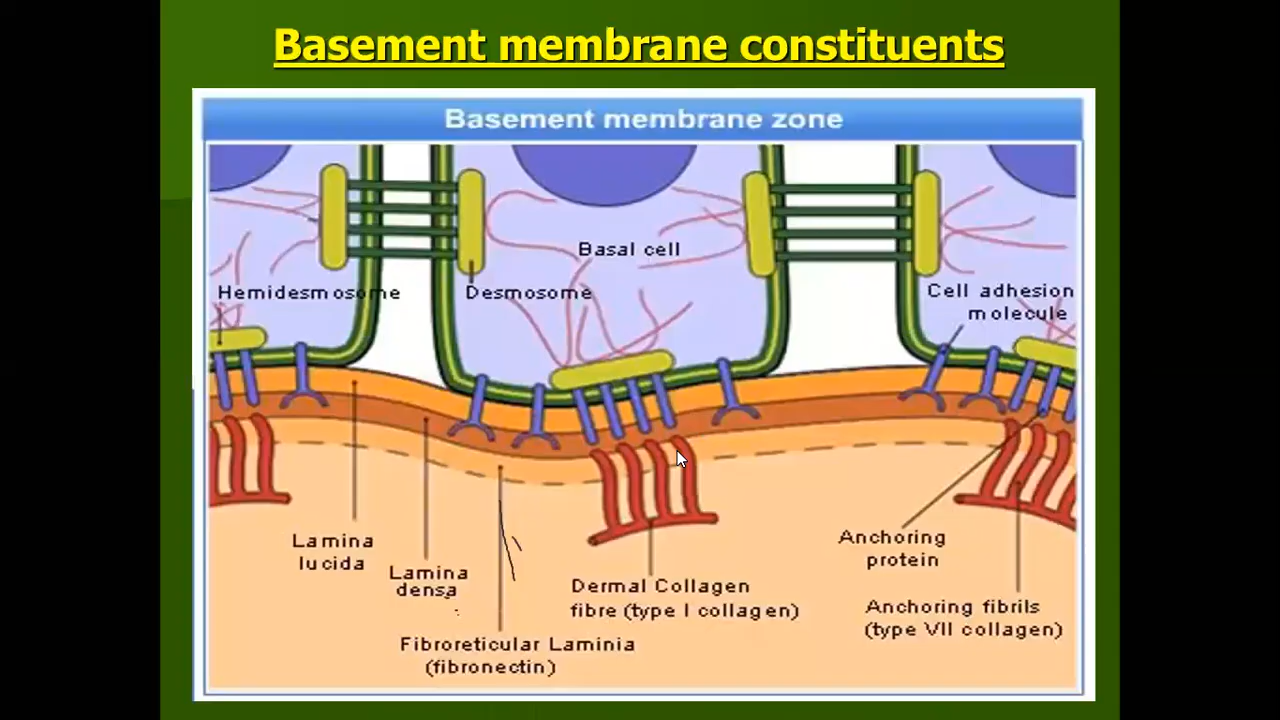 Basement membrane constituents
Basement membrane zone
Basal cell
Hemidesmosome
Desmosome
Cell adhesion
molecule
Lamina
lucida
Lamina
densa
Fibroreticular Laminia
(fibronectin)
Dermal Collagen
fibre (type I collagen)
Anchoring
protein
Anchoring fibrils
(type VII collagen)